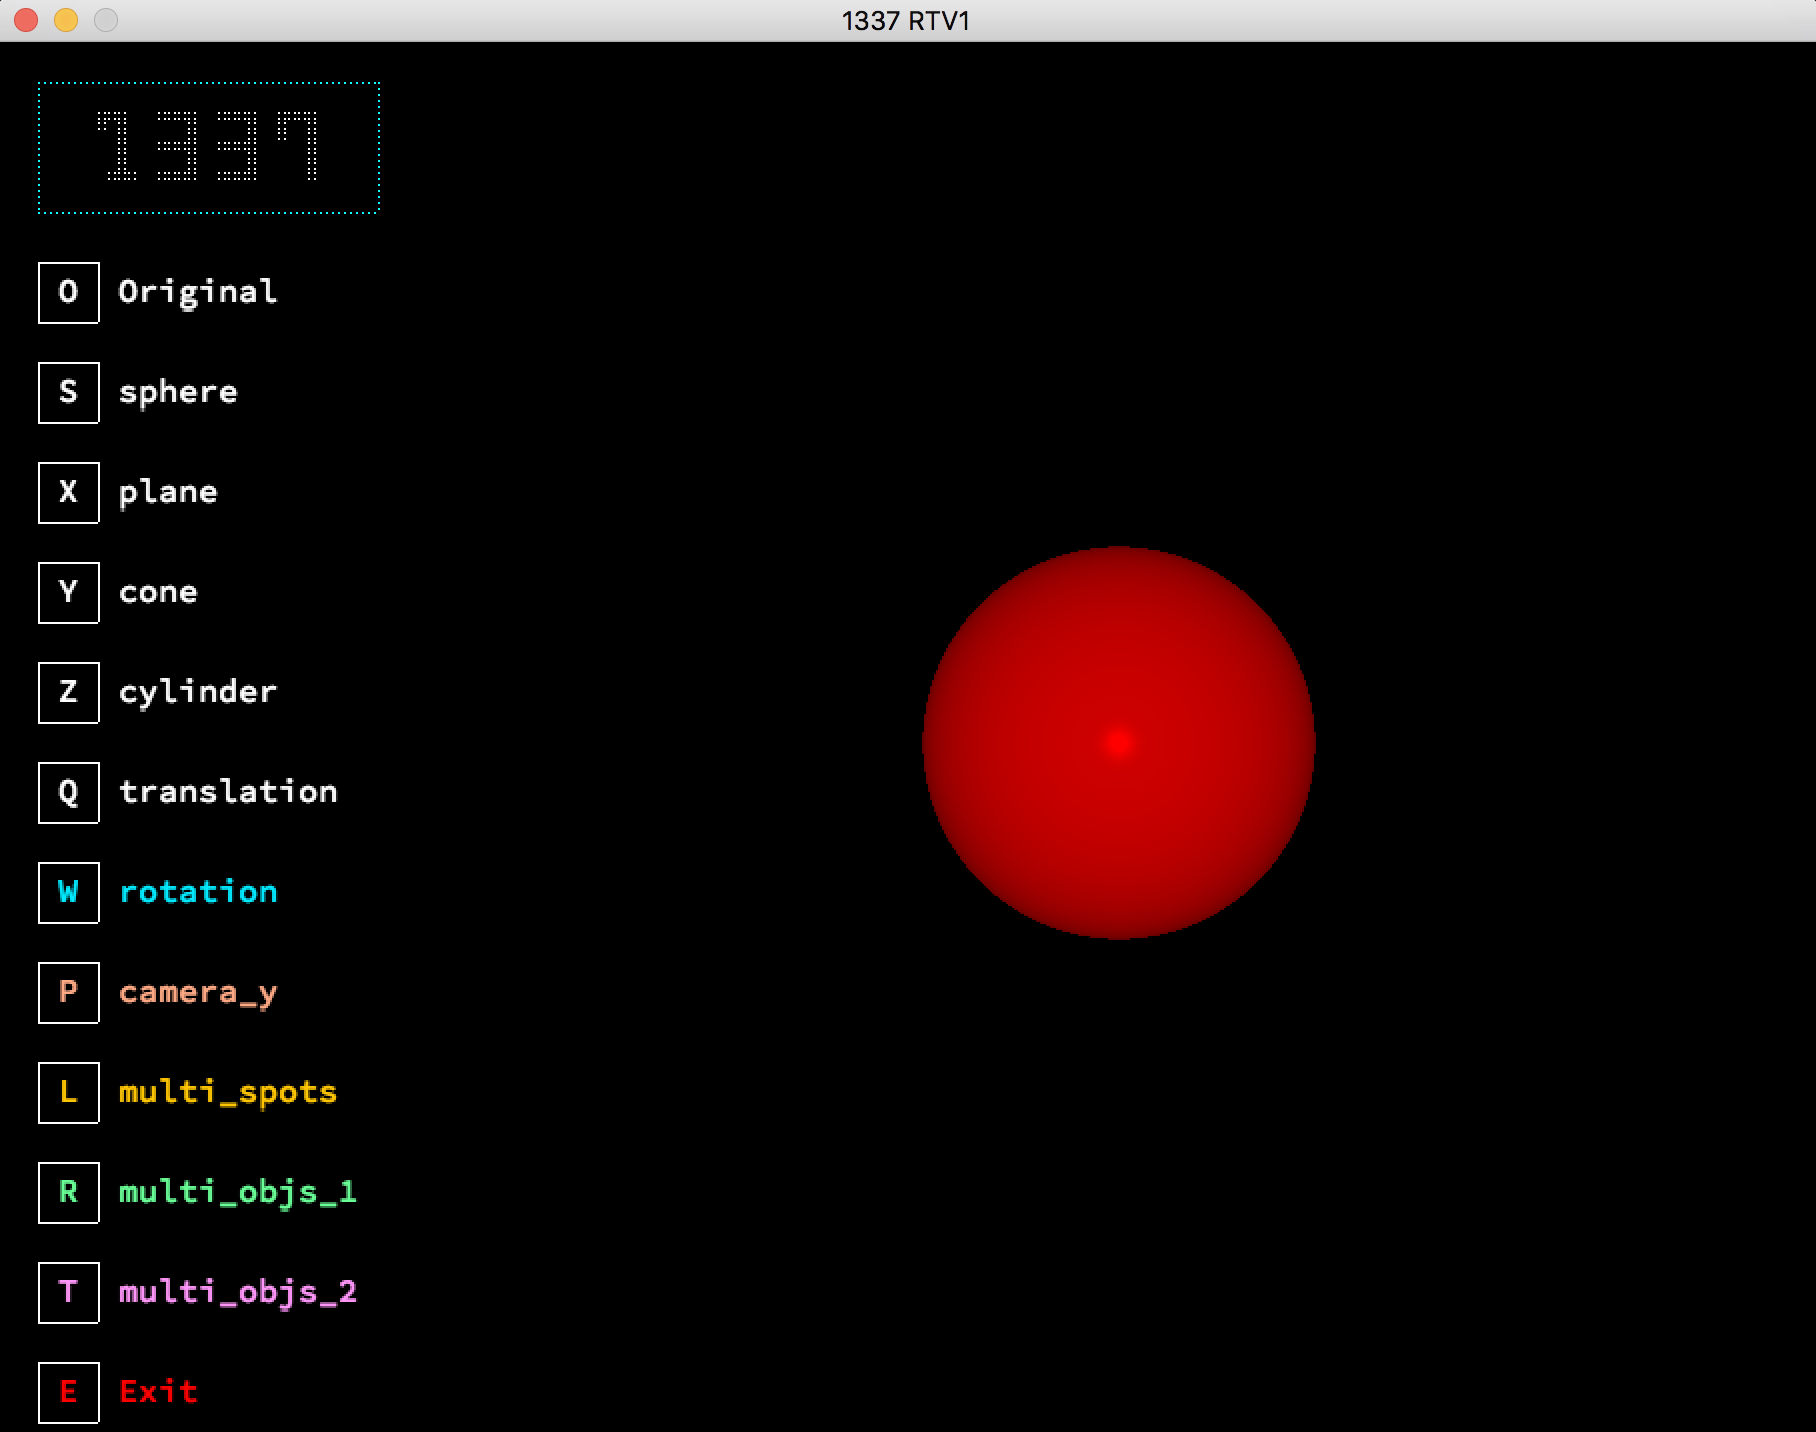 1337 RTV1
1337
O Original
S sphere
X plane
Y cone
Z cylinder
Q translation
W rotation
P camera_y
L multi_spots
R multi_objs_1
T multi_objs_2
E Exit